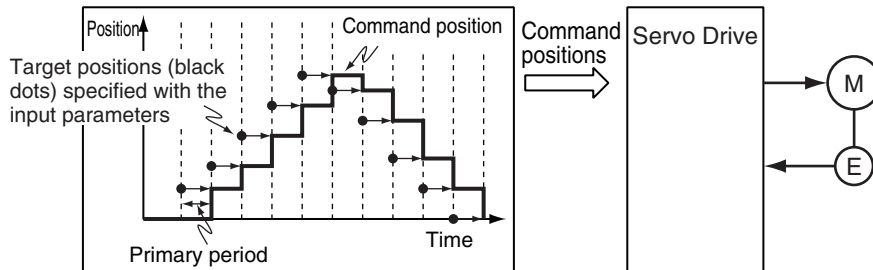 Position
Command position
Target positions (black
dots) specified with the
input parameters
Primary period
Time
Command
positions
Servo Drive
M
E